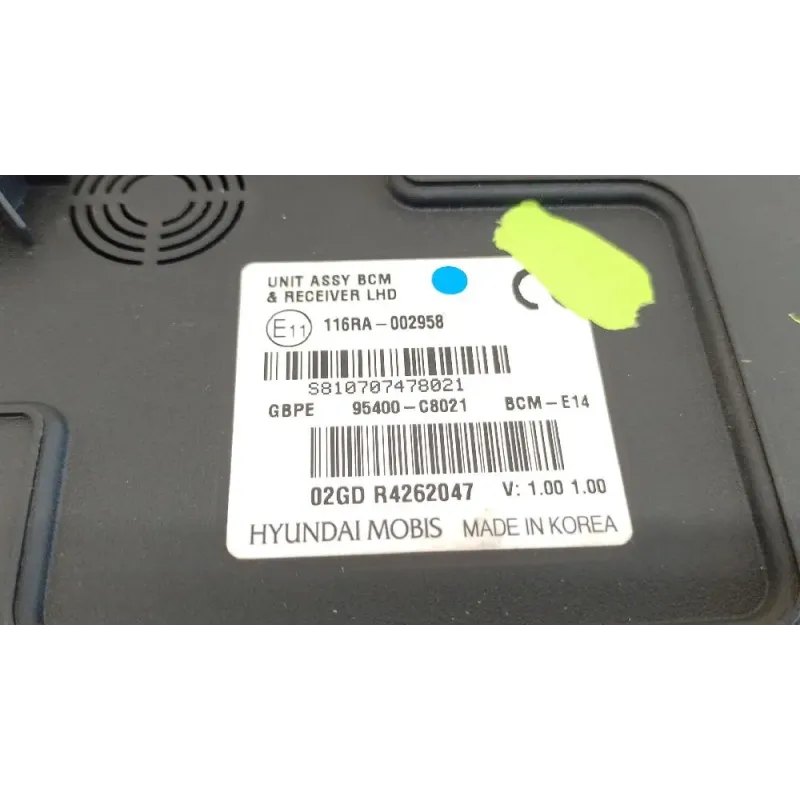 UNIT ASSY BCM
& RECEIVER LHD
E11 116RA-002958
S810707478021
GBPE 95400-C8021 BCM-E14
02GD R4262047 V: 1.00 1.00
HYUNDAI MOBIS MADE IN KOREA